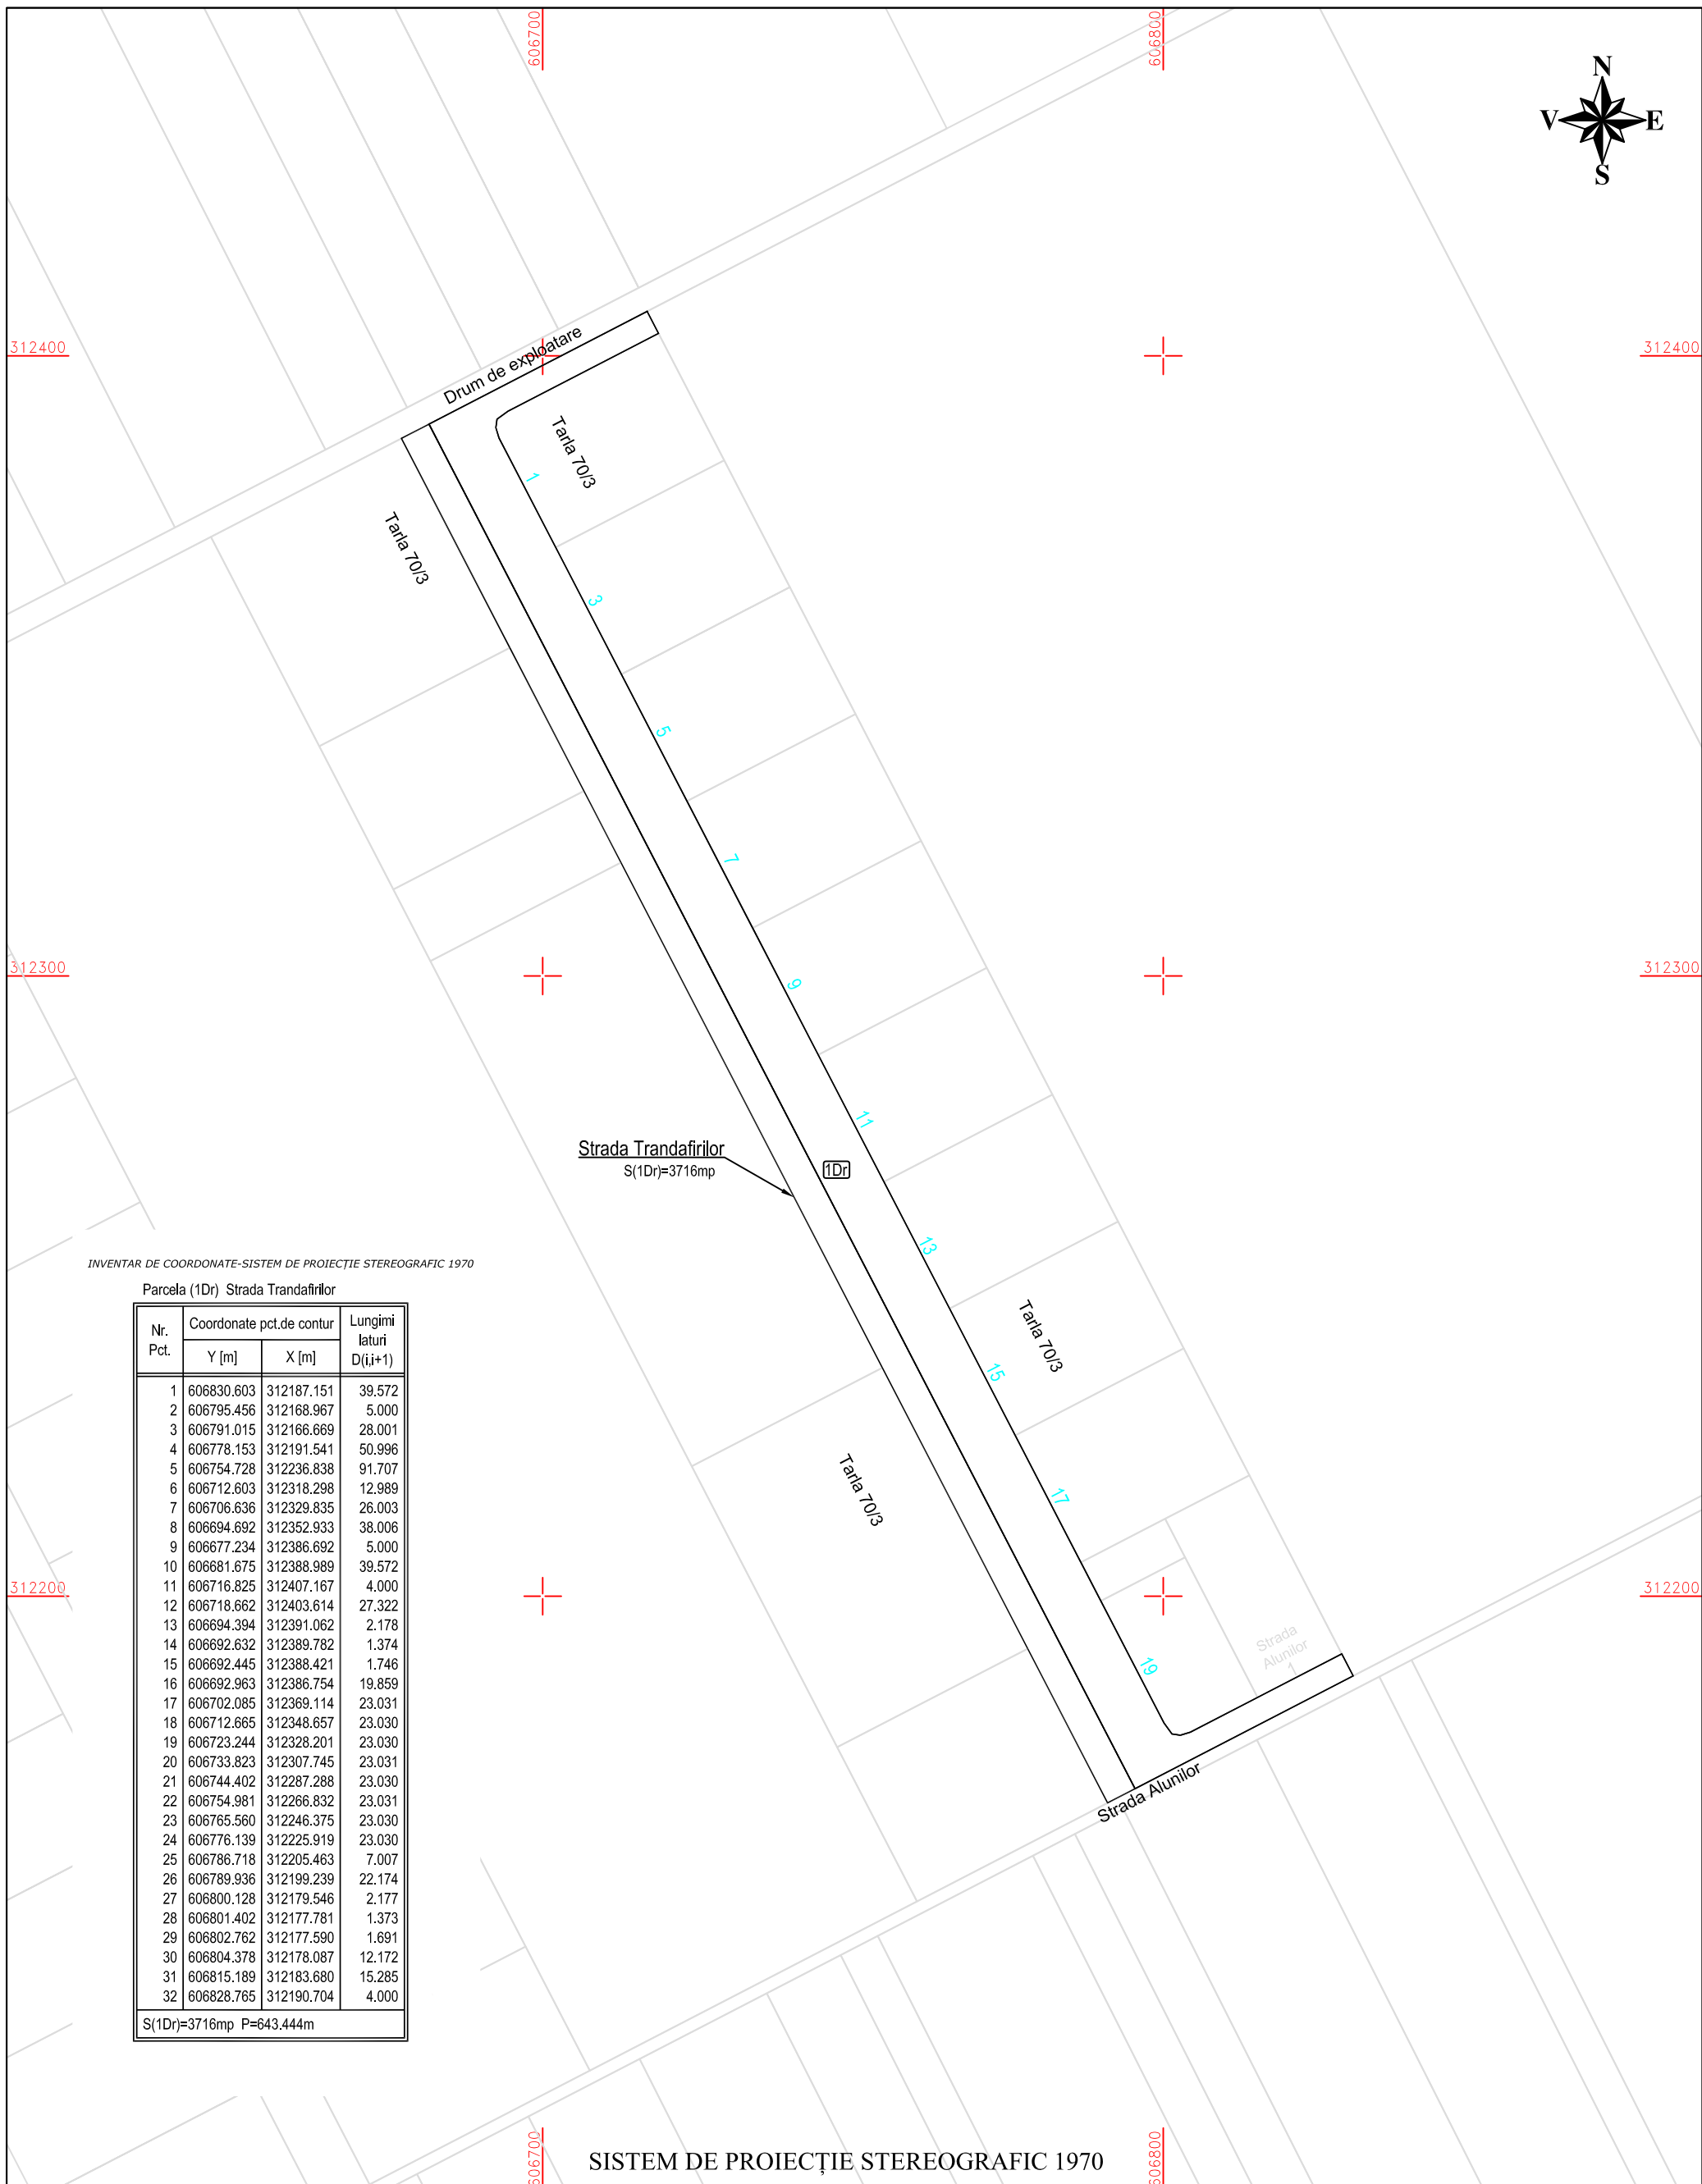 606700
606800
N
V E
S
312400
312400
Drum de exploatare
Tarla 70/3
Tarla 70/3
1
3
5
7
312300
312300
9
11
Strada Trandafirilor
S(1Dr)=3716mp
1Dr
13
Tarla 70/3
15
Tarla 70/3
17
312200
312200
Strada
Alunilor
1
19
Strada Alunilor
INVENTAR DE COORDONATE-SISTEM DE PROIECȚIE STEREOGRAFIC 1970
Parcela (1Dr) Strada Trandafirilor
Nr. Pct. Coordonate pct.de contur Lungimi laturi D(i,i+1)
Y [m] X [m]
1 606830.603 312187.151 39.572
2 606795.456 312168.967 5.000
3 606791.015 312166.669 28.001
4 606778.153 312191.541 50.996
5 606754.728 312236.838 91.707
6 606712.603 312318.298 12.989
7 606706.636 312329.835 26.003
8 606694.692 312352.933 38.006
9 606677.234 312386.692 5.000
10 606681.675 312388.989 39.572
11 606716.825 312407.167 4.000
12 606718.662 312403.614 27.322
13 606694.394 312391.062 2.178
14 606692.632 312389.782 1.374
15 606692.445 312388.421 1.746
16 606692.963 312386.754 19.859
17 606702.085 312369.114 23.031
18 606712.665 312348.657 23.030
19 606723.244 312328.201 23.030
20 606733.823 312307.745 23.031
21 606744.402 312287.288 23.030
22 606754.981 312266.832 23.031
23 606765.560 312246.375 23.030
24 606776.139 312225.919 23.030
25 606786.718 312205.463 7.007
26 606789.936 312199.239 22.174
27 606800.128 312179.546 2.177
28 606801.402 312177.781 1.373
29 606802.762 312177.590 1.691
30 606804.378 312178.087 12.172
31 606815.189 312183.680 15.285
32 606828.765 312190.704 4.000
S(1Dr)=3716mp P=643.444m
606700
606800
SISTEM DE PROIECȚIE STEREOGRAFIC 1970